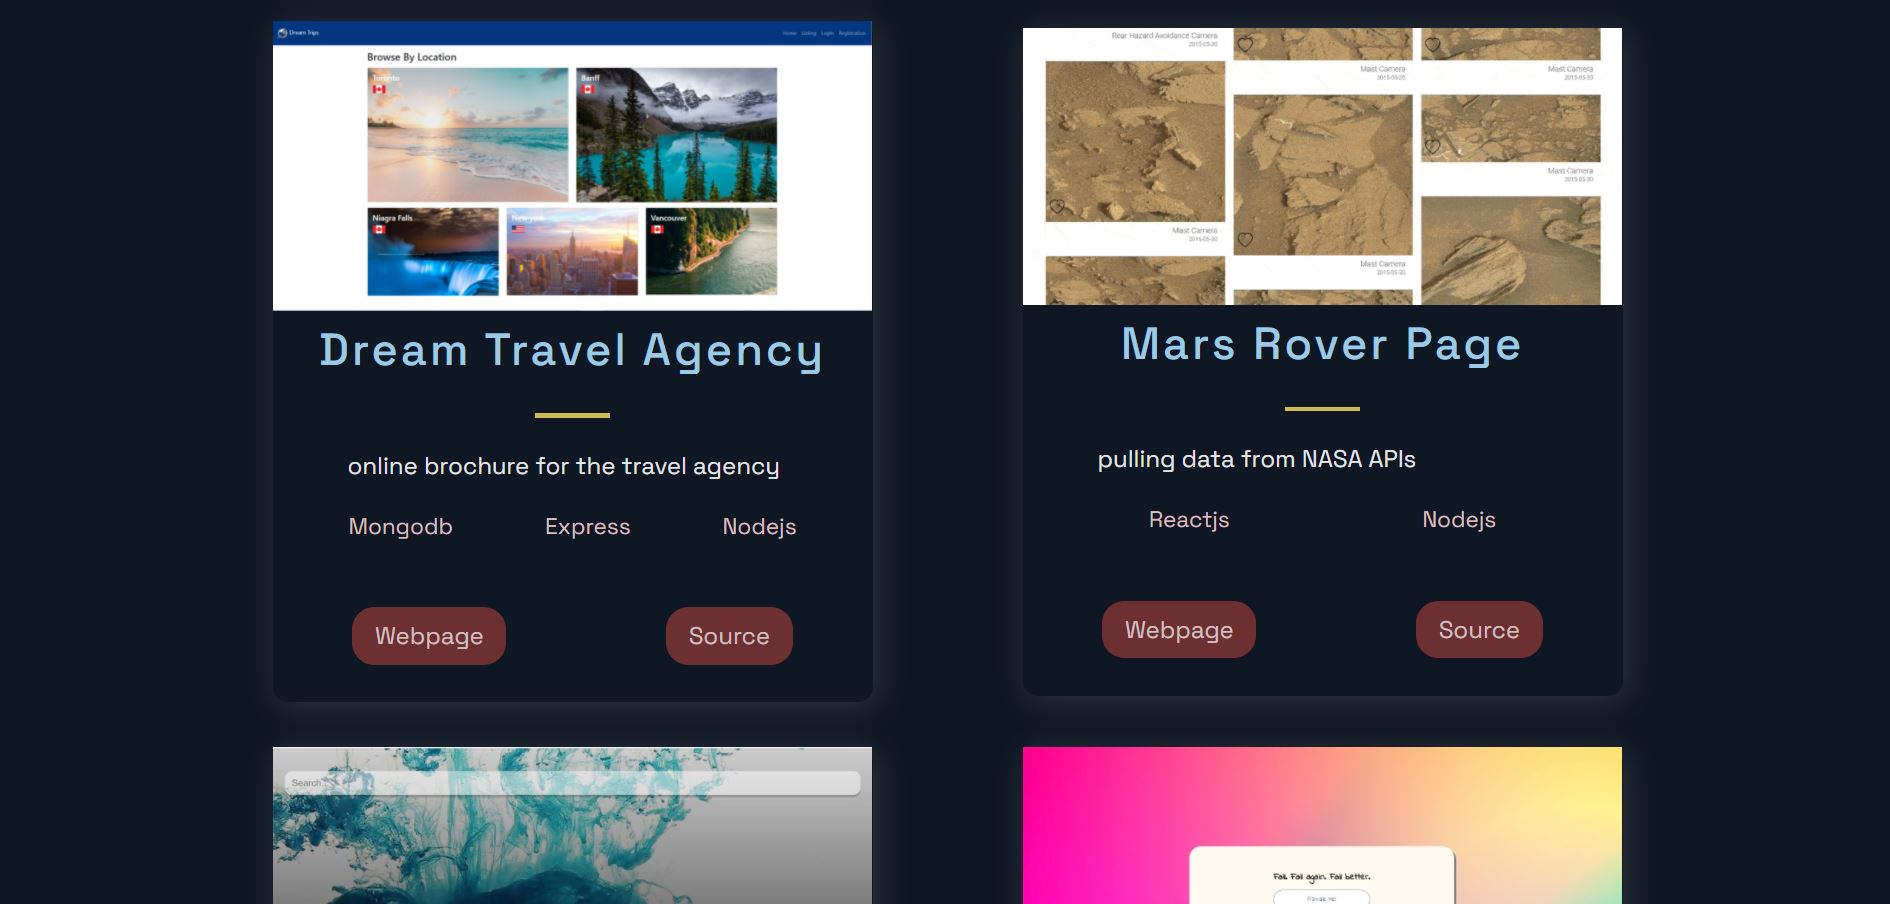 Dream Trips
Home Listing Login Registration
Browse By Location
Toronto
Banff
Niagra Falls
New york
Vancouver
Dream Travel Agency
online brochure for the travel agency
Mongodb Express Nodejs
Webpage Source
Rear Hazard Avoidance Camera
2015-05-30
Mast Camera
2015-05-30
Mast Camera
2015-05-30
Mast Camera
2015-05-30
Mast Camera
2015-05-30
Mast Camera
2015-05-30
Mars Rover Page
pulling data from NASA APIs
Reactjs Nodejs
Webpage Source
Search...
Fail. Fail again. Fail better.